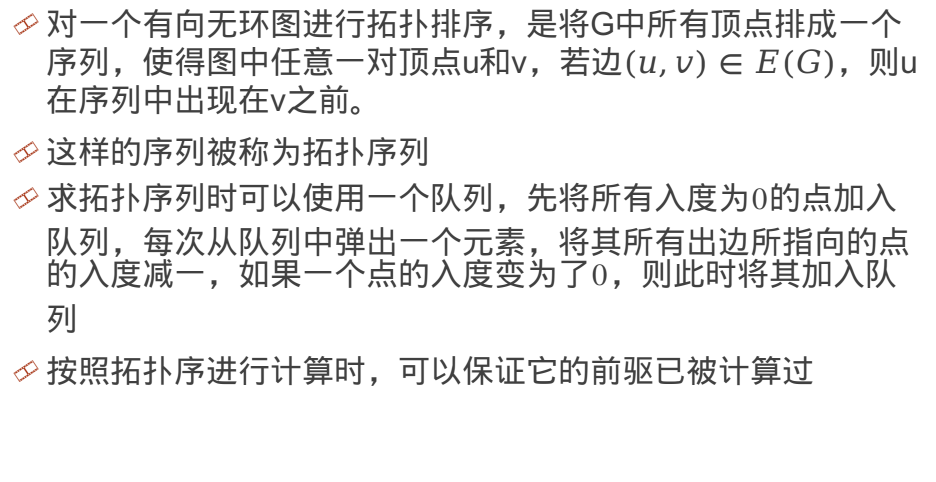 对一个有向无环图进行拓扑排序，是将G中所有顶点排成一个
序列，使得图中任意一对顶点u和v，若边(u, v) ∈ E(G)，则u
在序列中出现在v之前。
这样的序列被称为拓扑序列
求拓扑序列时可以使用一个队列，先将所有入度为0的点加入
队列，每次从队列中弹出一个元素，将其所有出边所指向的点
的入度减一，如果一个点的入度变为了0，则此时将其加入队
列
按照拓扑序进行计算时，可以保证它的前驱已被计算过